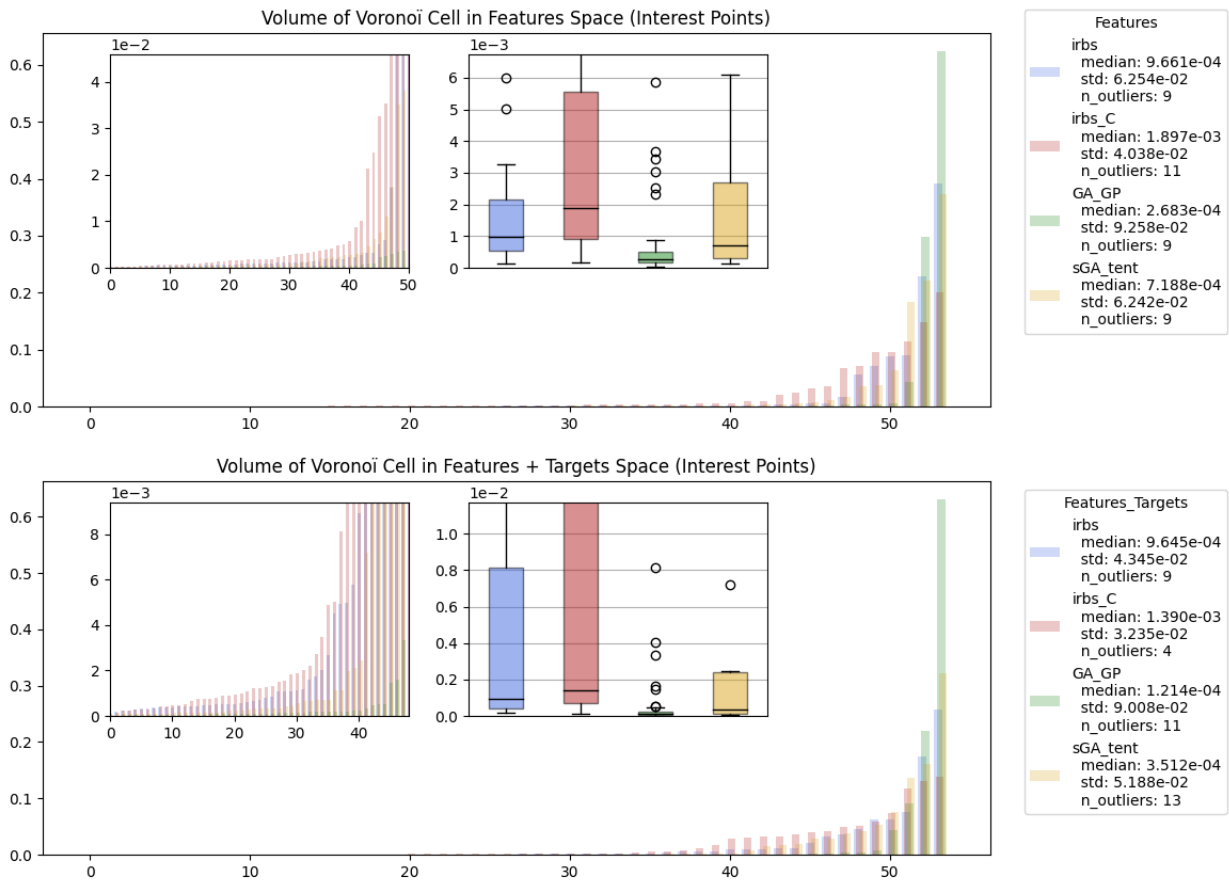 Volume of Voronoï Cell in Features Space (Interest Points)
0.6
0.5
0.4
0.3
0.2
0.1
0.0
0 10 20 30 40 50
1e−2
4
3
2
1
0
0 10 20 30 40 50
1e−3
6
5
4
3
2
1
0
Features
irbs
median: 9.661e-04
std: 6.254e-02
n_outliers: 9
irbs_C
median: 1.897e-03
std: 4.038e-02
n_outliers: 11
GA_GP
median: 2.683e-04
std: 9.258e-02
n_outliers: 9
sGA_tent
median: 7.188e-04
std: 6.242e-02
n_outliers: 9
Volume of Voronoï Cell in Features + Targets Space (Interest Points)
0.6
0.5
0.4
0.3
0.2
0.1
0.0
0 10 20 30 40 50
1e−3
8
6
4
2
0
0 10 20 30 40
1e−2
1.0
0.8
0.6
0.4
0.2
0.0
Features_Targets
irbs
median: 9.645e-04
std: 4.345e-02
n_outliers: 9
irbs_C
median: 1.390e-03
std: 3.235e-02
n_outliers: 4
GA_GP
median: 1.214e-04
std: 9.008e-02
n_outliers: 11
sGA_tent
median: 3.512e-04
std: 5.188e-02
n_outliers: 13